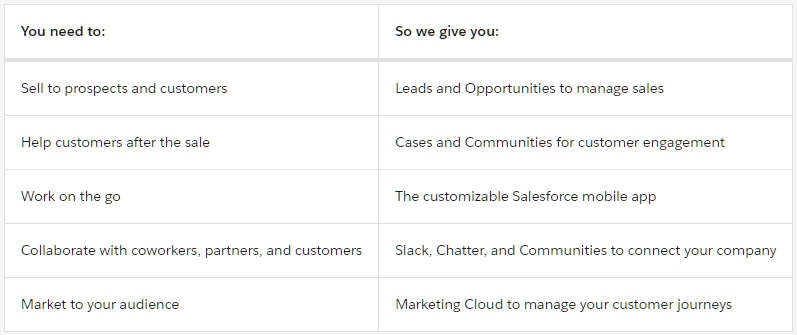 You need to: So we give you:
Sell to prospects and customers Leads and Opportunities to manage sales
Help customers after the sale Cases and Communities for customer engagement
Work on the go The customizable Salesforce mobile app
Collaborate with coworkers, partners, and customers Slack, Chatter, and Communities to connect your company
Market to your audience Marketing Cloud to manage your customer journeys